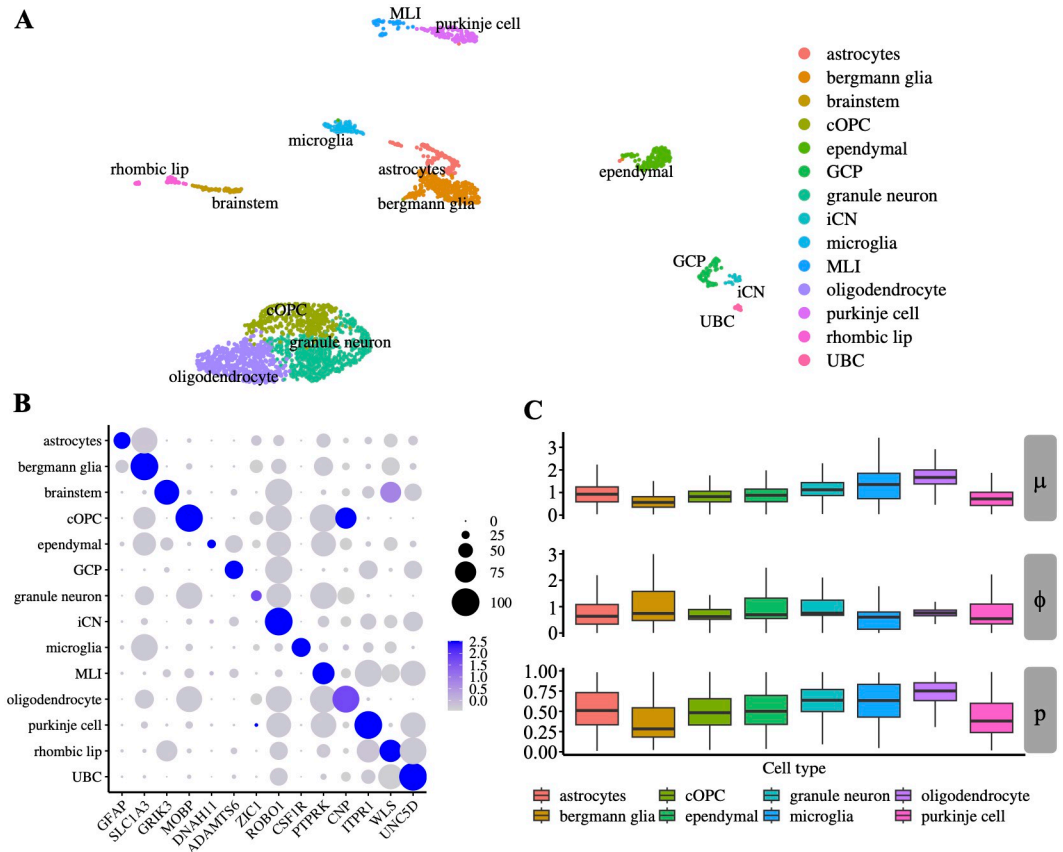 A
MLI
purkinje cell
microglia
astrocytes
rhombic lip
brainstem
bergmann glia
ependymal
GCP
iCN
UBC
cOPC
granule neuron
oligodendrocyte
astrocytes
bergmann glia
brainstem
cOPC
ependymal
GCP
granule neuron
iCN
microglia
MLI
oligodendrocyte
purkinje cell
rhombic lip
UBC
B
astrocytes
bergmann glia
brainstem
cOPC
ependymal
GCP
granule neuron
iCN
microglia
MLI
oligodendrocyte
purkinje cell
rhombic lip
UBC
GFAP
SLC1A3
GRIK3
MOBP
DNAH11
ADAMTS6
ZIC1
ROBO1
CSF1R
PTPRK
CNP
ITPR1
WLS
UNC5D
0
25
50
75
100
2.5
2.0
1.5
1.0
0.5
0.0
C
3
2
1
0
μ
3
2
1
0
ϕ
1.00
0.75
0.50
0.25
0.00
p
Cell type
astrocytes cOPC granule neuron oligodendrocyte
bergmann glia ependymal microglia purkinje cell